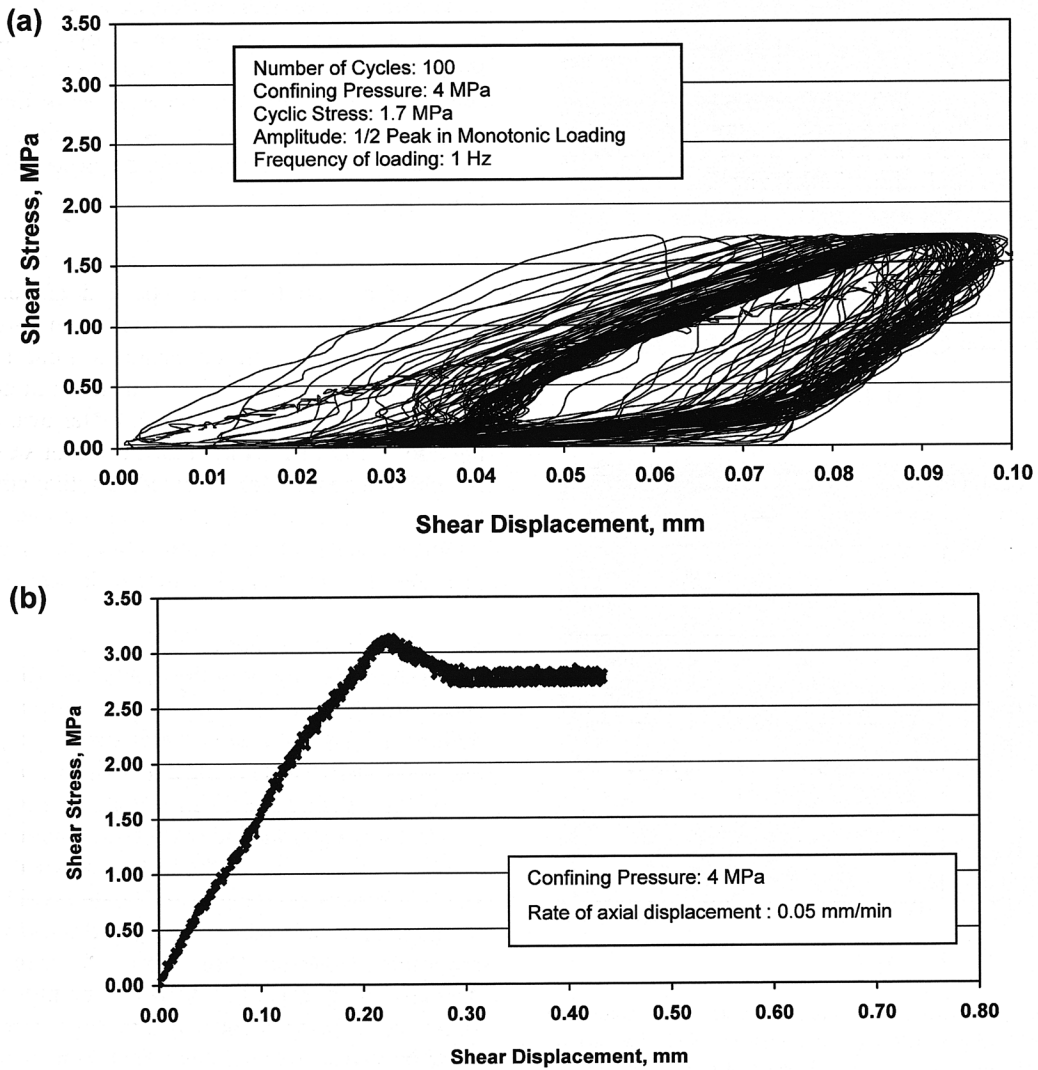 (a)
3.50
3.00
2.50
2.00
1.50
1.00
0.50
0.00
Shear Stress, MPa
Number of Cycles: 100
Confining Pressure: 4 MPa
Cyclic Stress: 1.7 MPa
Amplitude: 1/2 Peak in Monotonic Loading
Frequency of loading: 1 Hz
0.00 0.01 0.02 0.03 0.04 0.05 0.06 0.07 0.08 0.09 0.10
Shear Displacement, mm
(b)
3.50
3.00
2.50
2.00
1.50
1.00
0.50
0.00
Shear Stress, MPa
Confining Pressure: 4 MPa
Rate of axial displacement : 0.05 mm/min
0.00 0.10 0.20 0.30 0.40 0.50 0.60 0.70 0.80
Shear Displacement, mm